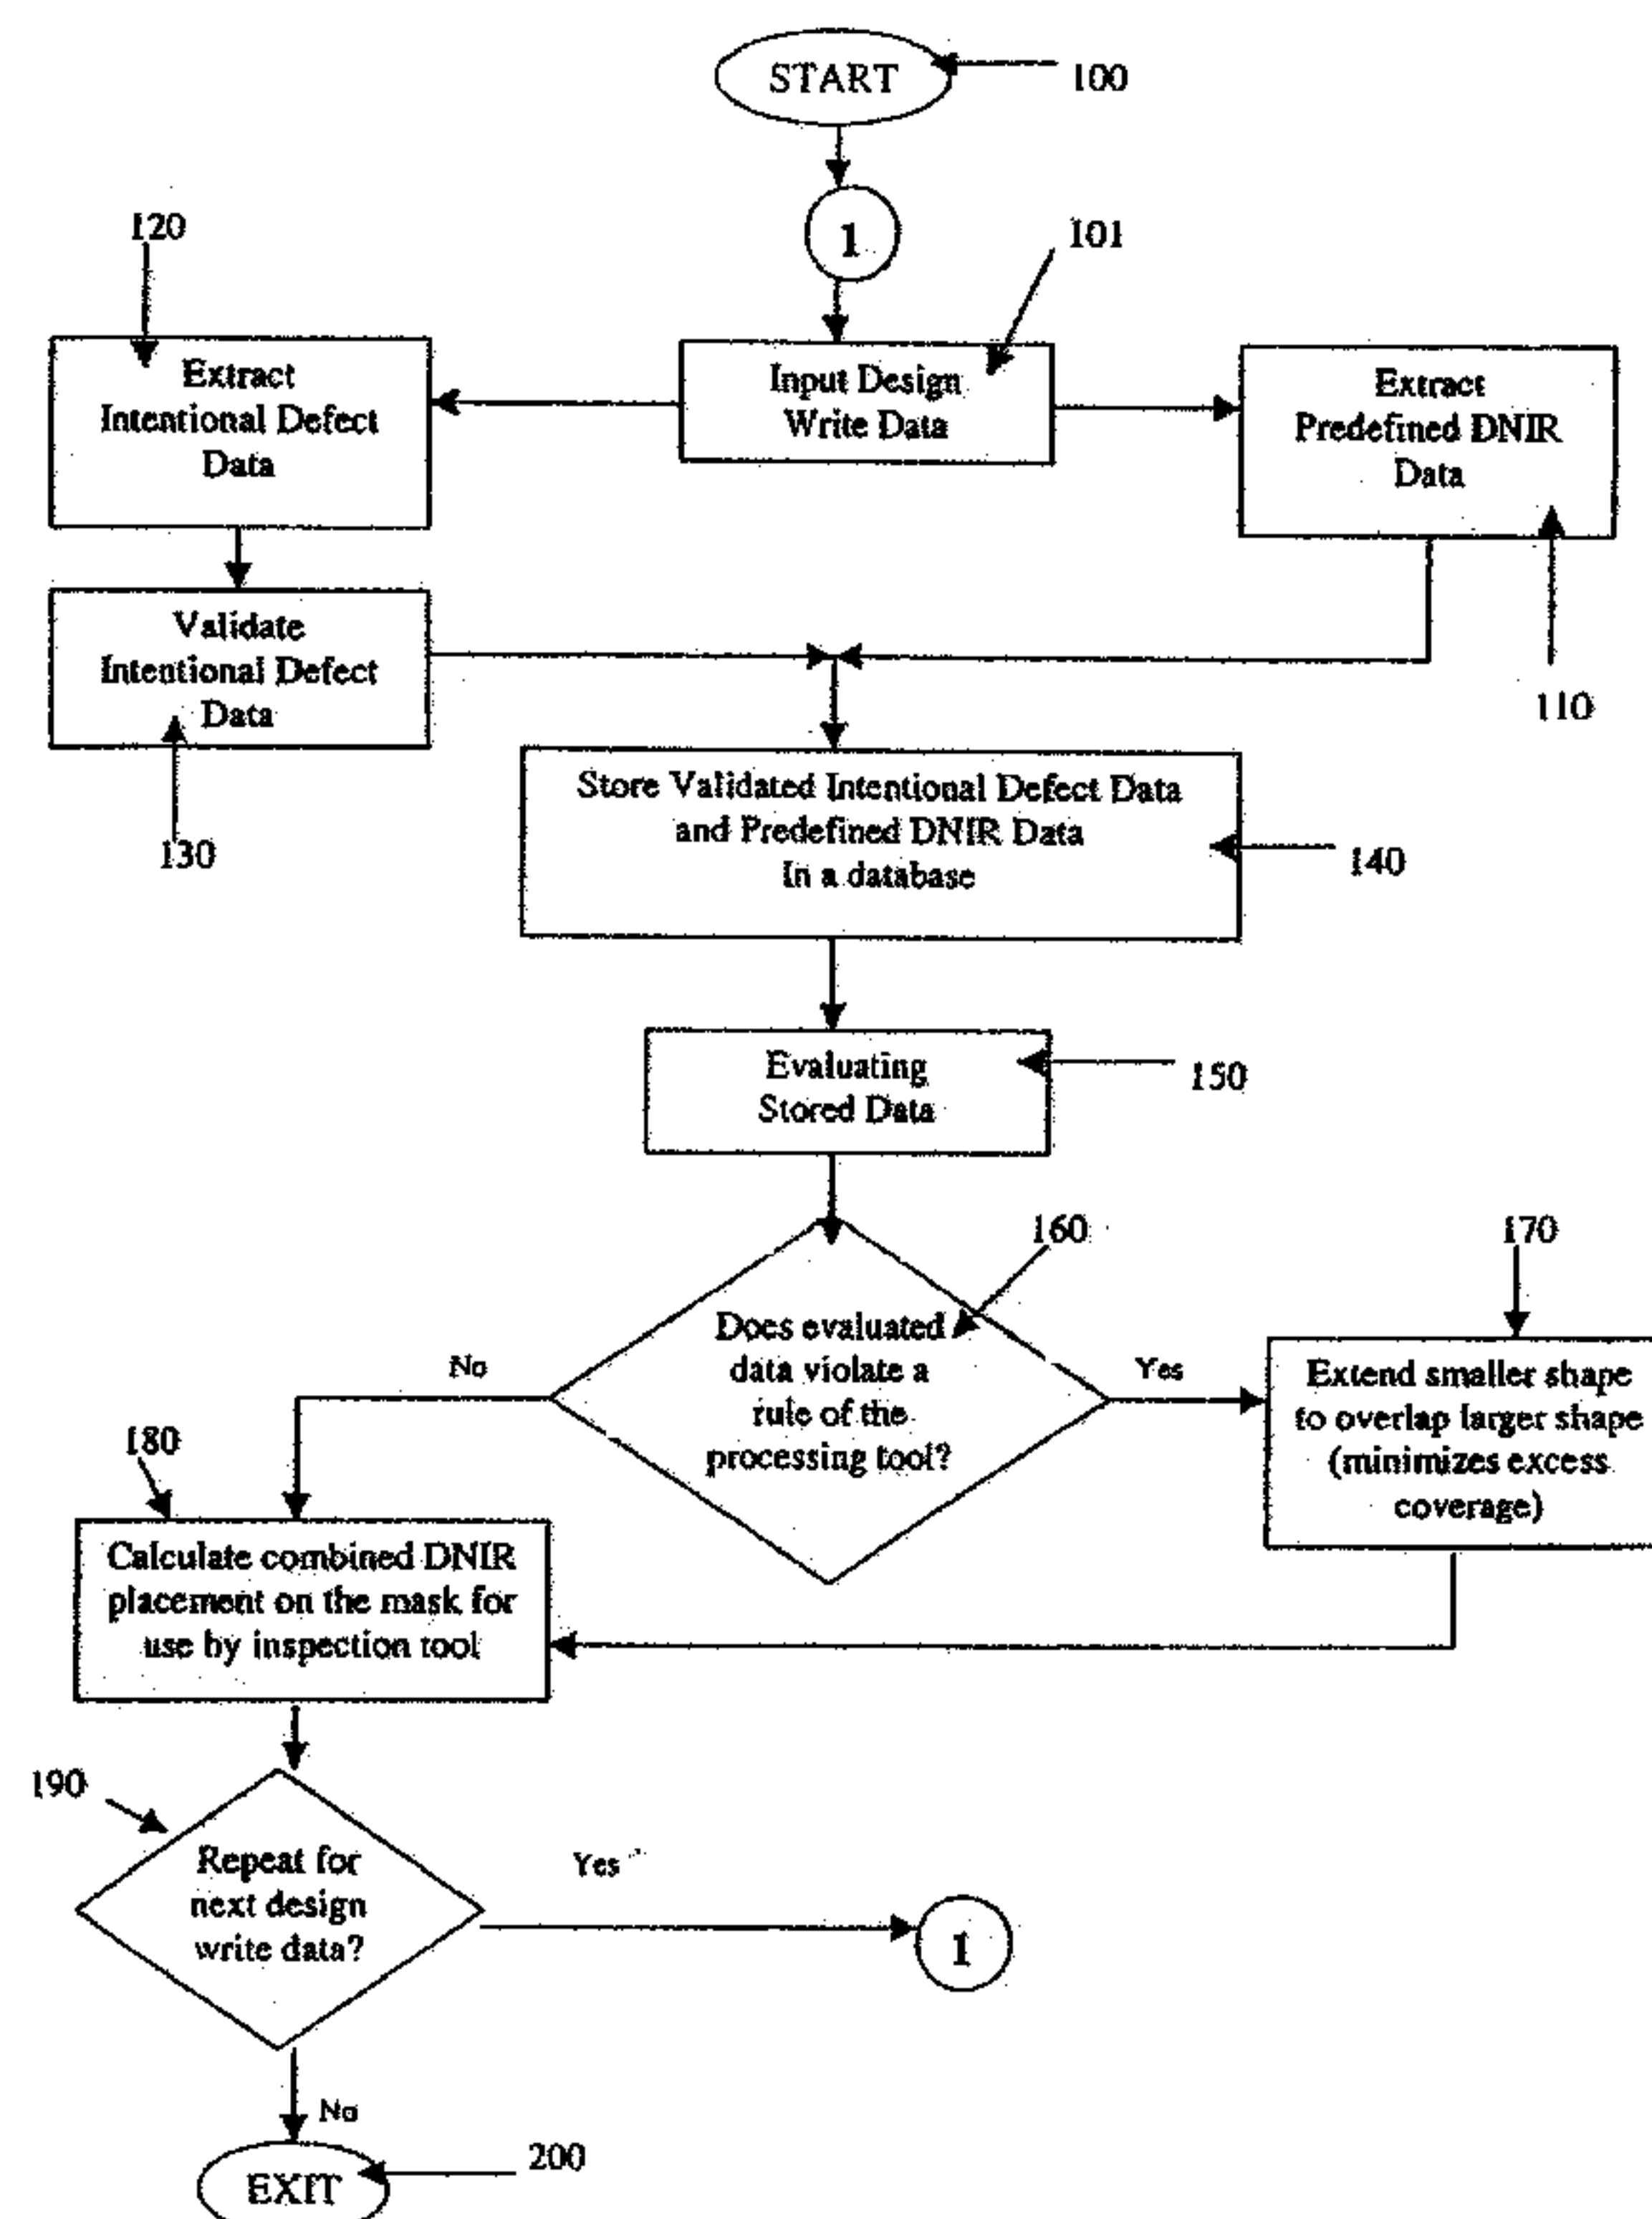 START
100
1
101
120
Extract
Intentional Defect
Data
Input Design
Write Data
Extract
Predefined DNIR
Data
110
Validate
Intentional Defect
Data
130
Store Validated Intentional Defect Data
and Predefined DNIR Data
In a database
140
Evaluating
Stored Data
150
160
Does evaluated
data violate a
rule of the
processing tool?
No
Yes
170
Extend smaller shape
to overlap larger shape
(minimizes excess
coverage)
180
Calculate combined DNIR
placement on the mask for
use by inspection tool
190
Repeat for
next design
write data?
Yes
1
No
EXIT
200